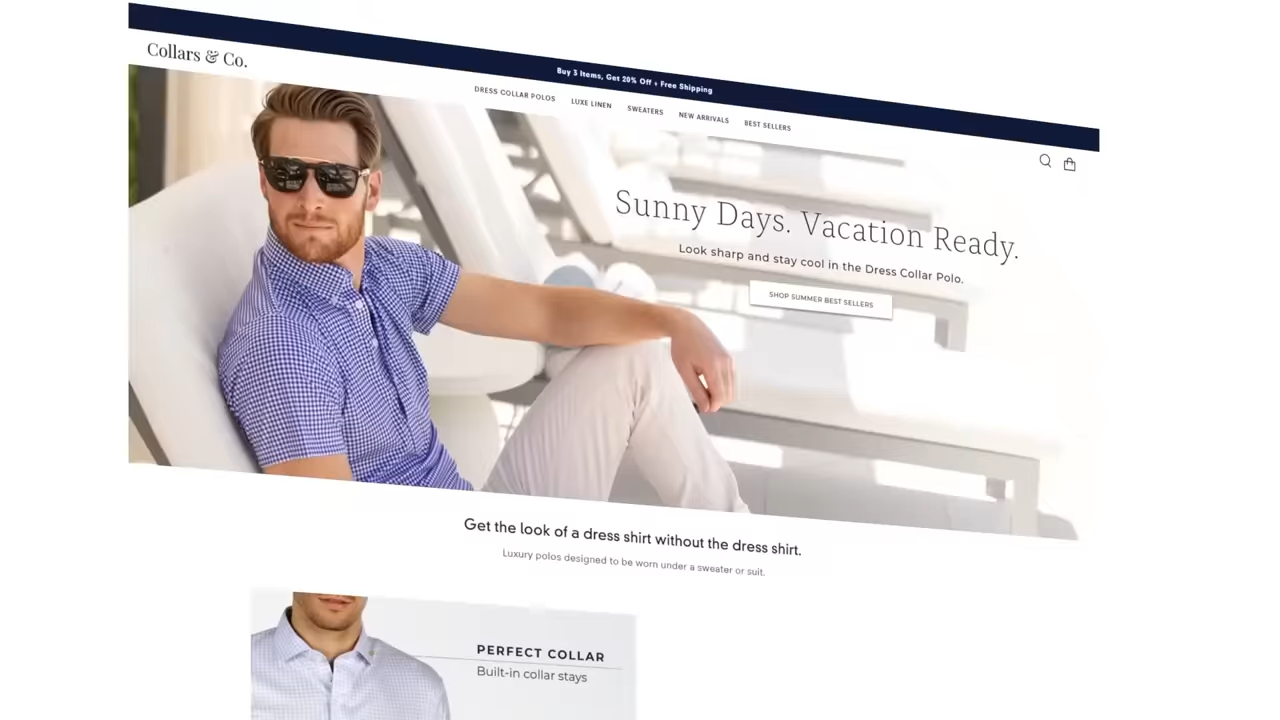 Buy 3 Items, Get 20% Off + Free Shipping
Collars & Co.
DRESS COLLAR POLOS LUXE LINEN SWEATERS NEW ARRIVALS BEST SELLERS
Sunny Days. Vacation Ready.
Look sharp and stay cool in the Dress Collar Polo.
SHOP SUMMER BEST SELLERS
Get the look of a dress shirt without the dress shirt.
Luxury polos designed to be worn under a sweater or suit.
PERFECT COLLAR
Built-in collar stays